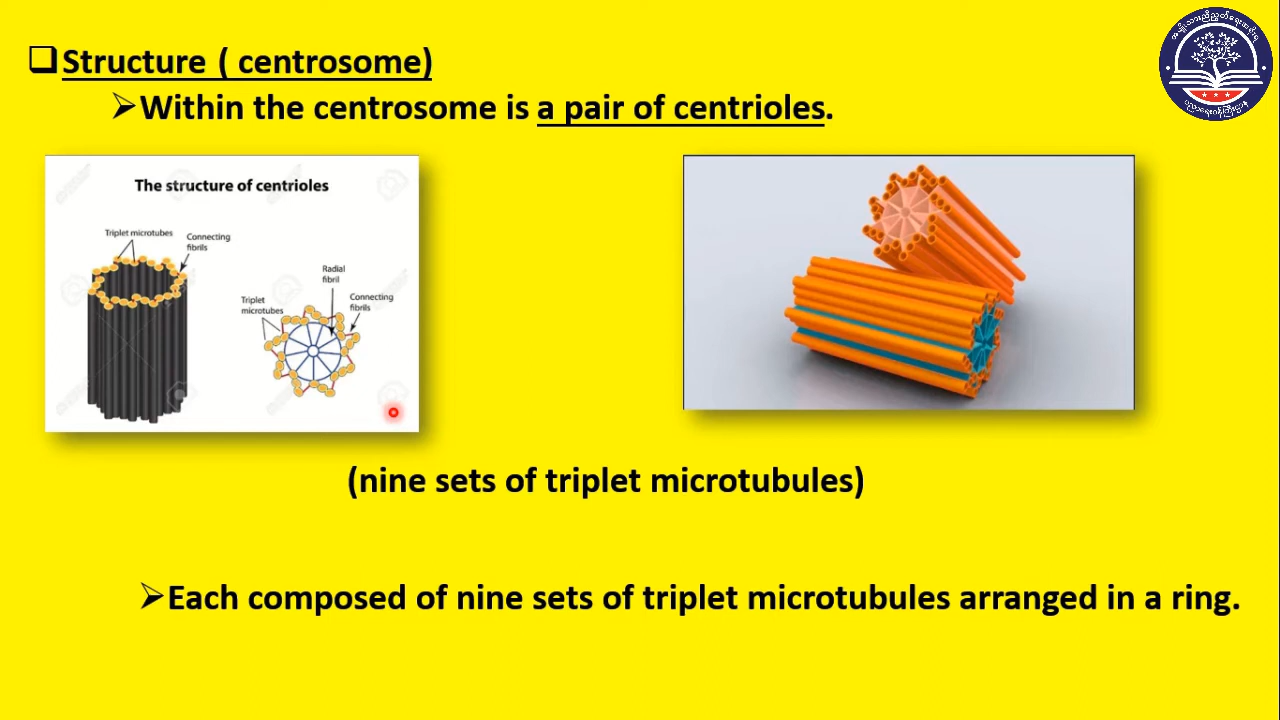 Structure ( centrosome)
Within the centrosome is a pair of centrioles.
The structure of centrioles
Triplet microtubes
Connecting
fibrils
Radial
fibril
Triplet
microtubes
Connecting
fibrils
(nine sets of triplet microtubules)
Each composed of nine sets of triplet microtubules arranged in a ring.